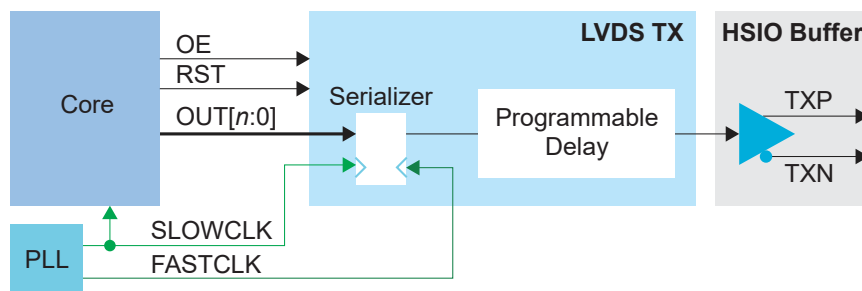 LVDS TX
HSIO Buffer
OE
RST
Core
Serializer
OUT[n:0]
Programmable
Delay
TXP
TXN
SLOWCLK
PLL
FASTCLK